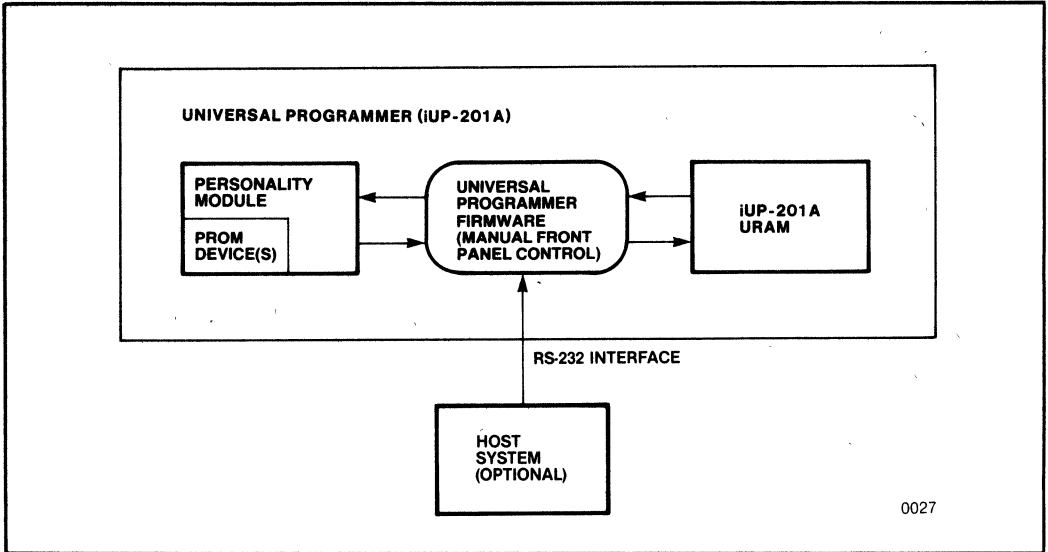 UNIVERSAL PROGRAMMER (iUP-201A)
PERSONALITY
MODULE
PROM
DEVICE(S)
UNIVERSAL
PROGRAMMER
FIRMWARE
(MANUAL FRONT
PANEL CONTROL)
iUP-201A
URAM
RS-232 INTERFACE
HOST
SYSTEM
(OPTIONAL)
0027